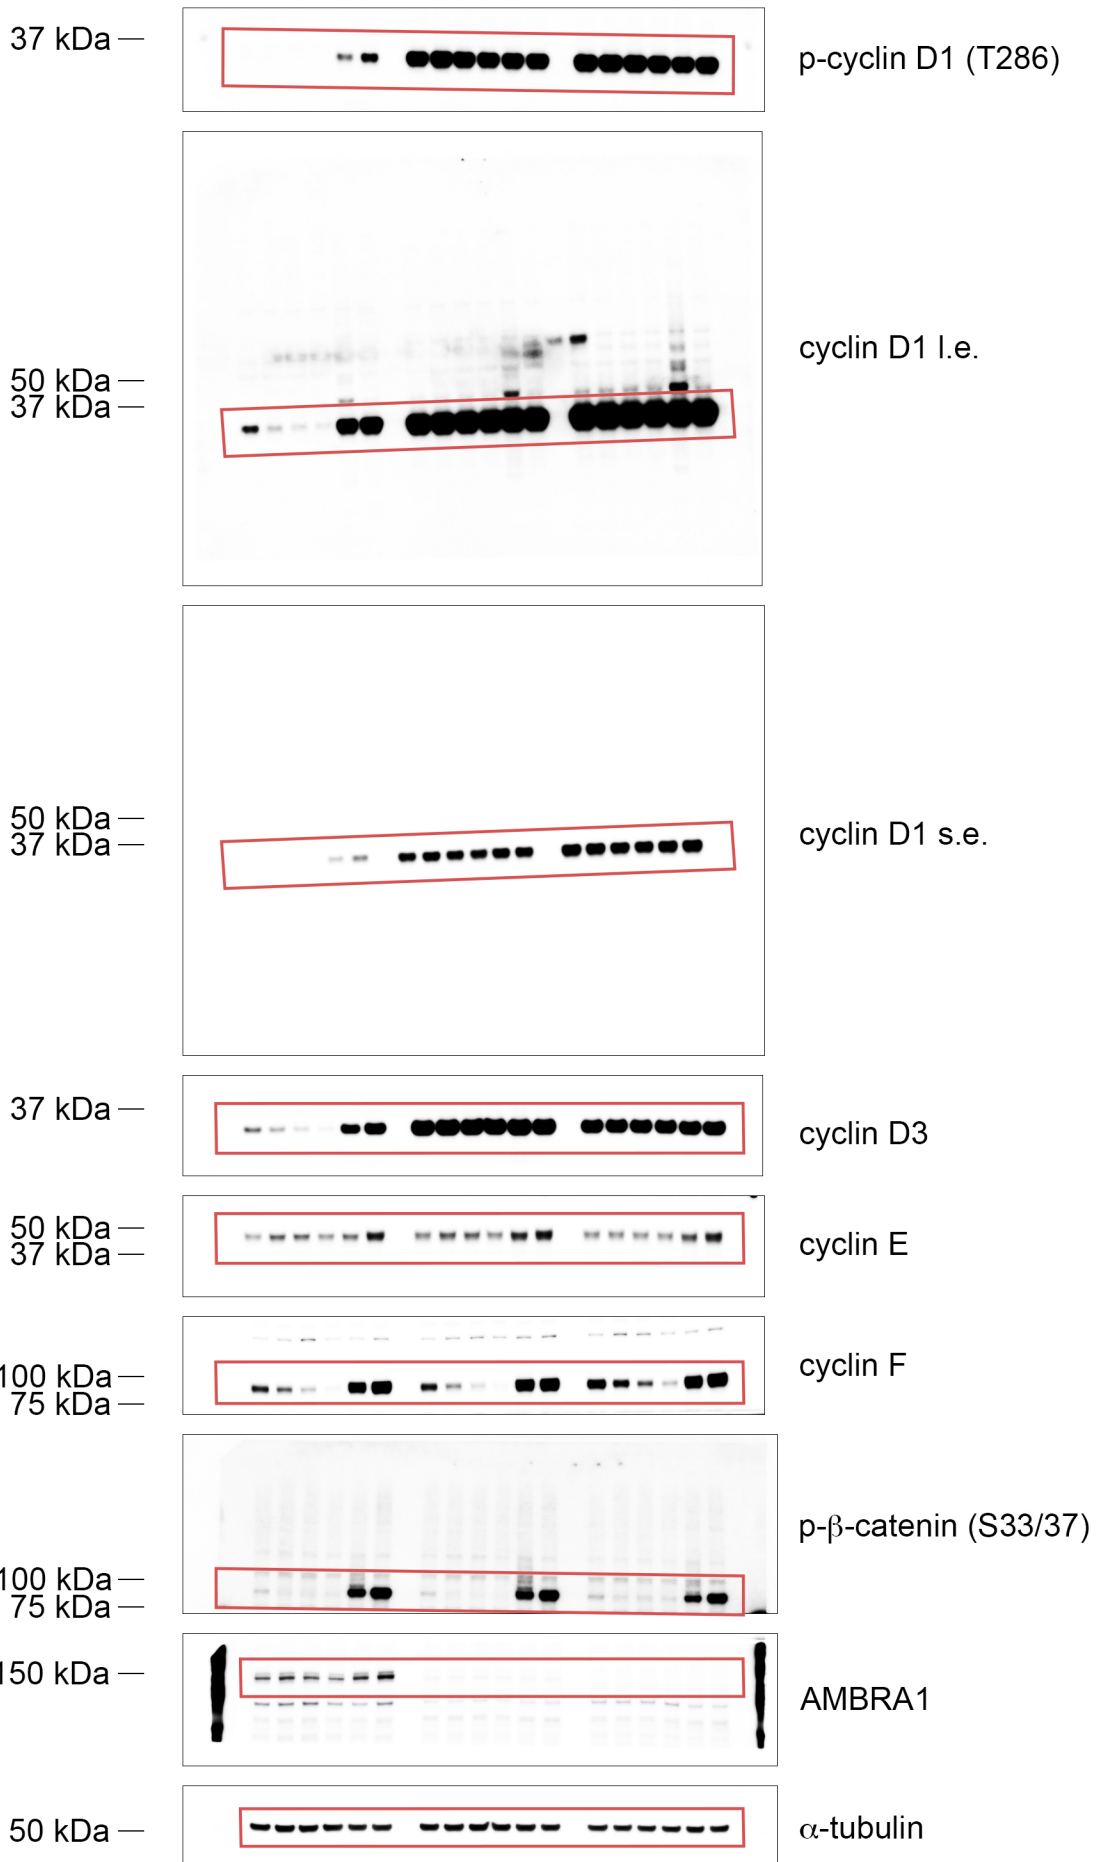 37 kDa
p-cyclin D1 (T286)
cyclin D1 l.e.
50 kDa
37 kDa
50 kDa
37 kDa
cyclin D1 s.e.
37 kDa
cyclin D3
50 kDa
37 kDa
cyclin E
100 kDa
75 kDa
cyclin F
p-β-catenin (S33/37)
100 kDa
75 kDa
150 kDa
AMBRA1
50 kDa
α-tubulin